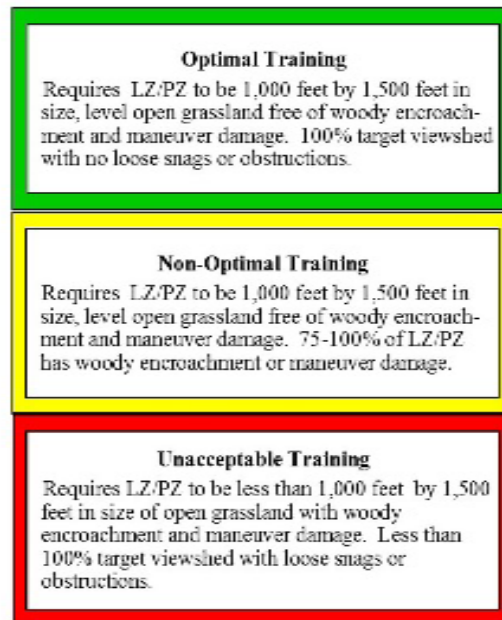 Optimal Training
Requires LZ/PZ to be 1,000 feet by 1,500 feet in
size, level open grassland free of woody encroach-
ment and maneuver damage. 100% target viewshed
with no loose snags or obstructions.
Non-Optimal Training
Requires LZ/PZ to be 1,000 feet by 1,500 feet in
size, level open grassland free of woody encroach-
ment and maneuver damage. 75-100% of LZ/PZ
has woody encroachment or maneuver damage.
Unacceptable Training
Requires LZ/PZ to be less than 1,000 feet by 1,500
feet in size of open grassland with woody
encroachment and maneuver damage. Less than
100% target viewshed with loose snags or
obstructions.